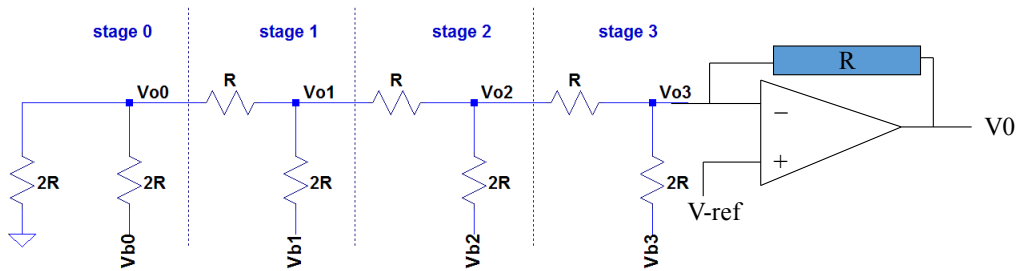 stage 0 stage 1 stage 2 stage 3
R
R R R
Vo0 Vo1 Vo2 Vo3
−
V0
+
2R 2R 2R 2R 2R
V-ref
Vb0 Vb1 Vb2 Vb3